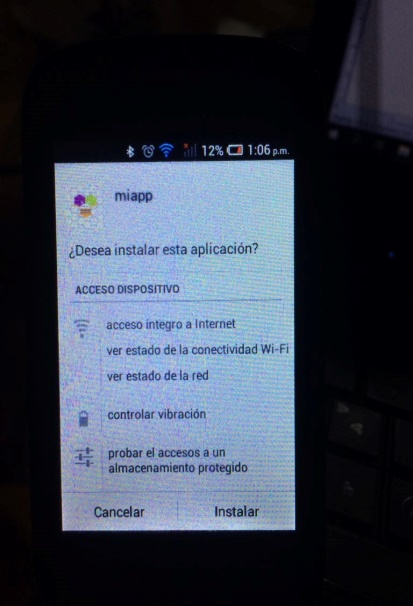 12% 1:06 p.m.
miapp
¿Desea instalar esta aplicación?
ACCESO DISPOSITIVO
acceso íntegro a Internet
ver estado de la conectividad Wi-Fi
ver estado de la red
controlar vibración
probar el accesos a un
almacenamiento protegido
Cancelar Instalar